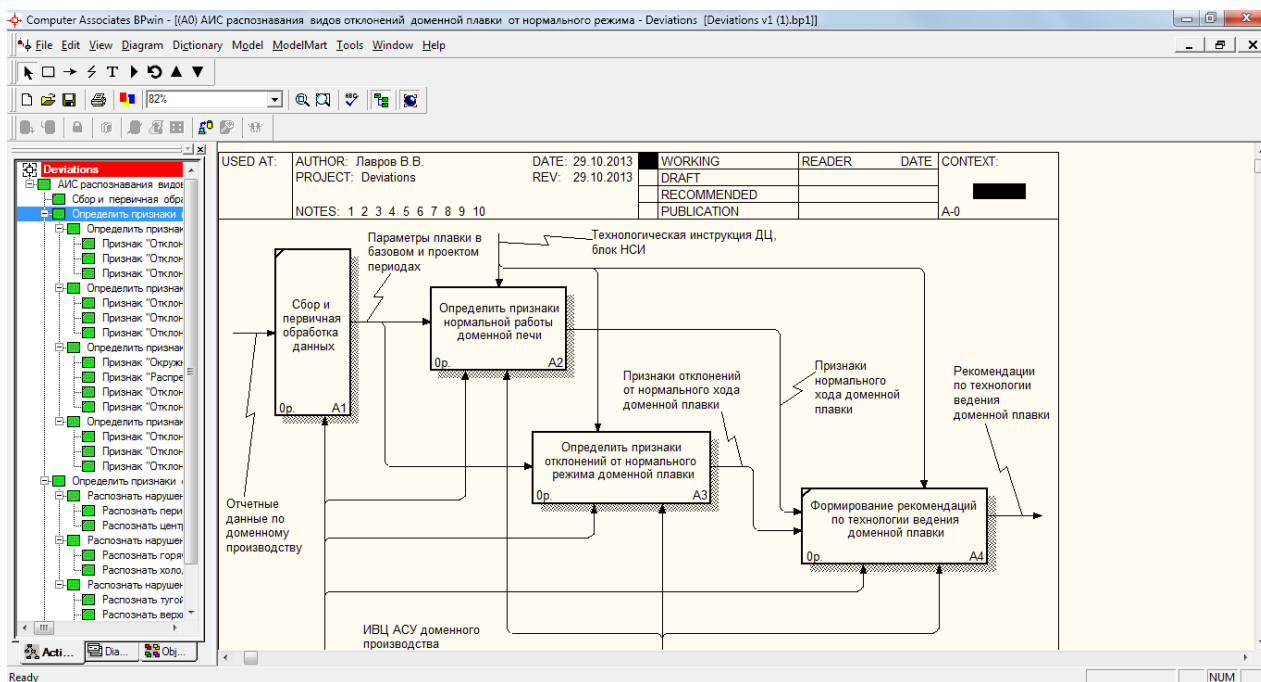 Computer Associates BPwin - [(A0) АИС распознавания видов отклонений доменной плавки от нормального режима - Deviations [Deviations v1 (1).bp1]]
File Edit View Diagram Dictionary Model ModelMart Tools Window Help
82%
Deviations
АИС распознавания видов
Сбор и первичная обра
Определить признаки
Определить признак
Признак "Отклон
Признак "Отклон
Признак "Отклон
Определить признак
Признак "Отклон
Признак "Отклон
Признак "Отклон
Определить признак
Признак "Окружн
Признак "Распре
Признак "Отклон
Признак "Отклон
Определить признак
Признак "Отклон
Признак "Отклон
Признак "Отклон
Определить признаки
Распознать нарушен
Распознать пери
Распознать центр
Распознать нарушен
Распознать горяч
Распознать холо,
Распознать нарушен
Распознать тугой
Распознать верх
Acti... Dia... Obj...
USED AT: AUTHOR: Лавров В.В. DATE: 29.10.2013 WORKING READER DATE CONTEXT:
PROJECT: Deviations REV: 29.10.2013 DRAFT
RECOMMENDED
NOTES: 1 2 3 4 5 6 7 8 9 10 PUBLICATION A-0
Параметры плавки в
базовом и проектом
периодах
Технологическая инструкция ДЦ,
блок НСИ
Сбор и
первичная
обработка
данных
0р. A1
Определить признаки
нормальной работы
доменной печи
0р. A2
Признаки отклонений
от нормального хода
доменной плавки
Признаки
нормального
хода доменной
плавки
Рекомендации
по технологии
ведения
доменной плавки
Определить признаки
отклонений от нормального
режима доменной плавки
0р. A3
Отчетные
данные по
доменному
производству
Формирование рекомендаций
по технологии ведения
доменной плавки
0р. A4
ИВЦ АСУ доменного
производства
Ready NUM